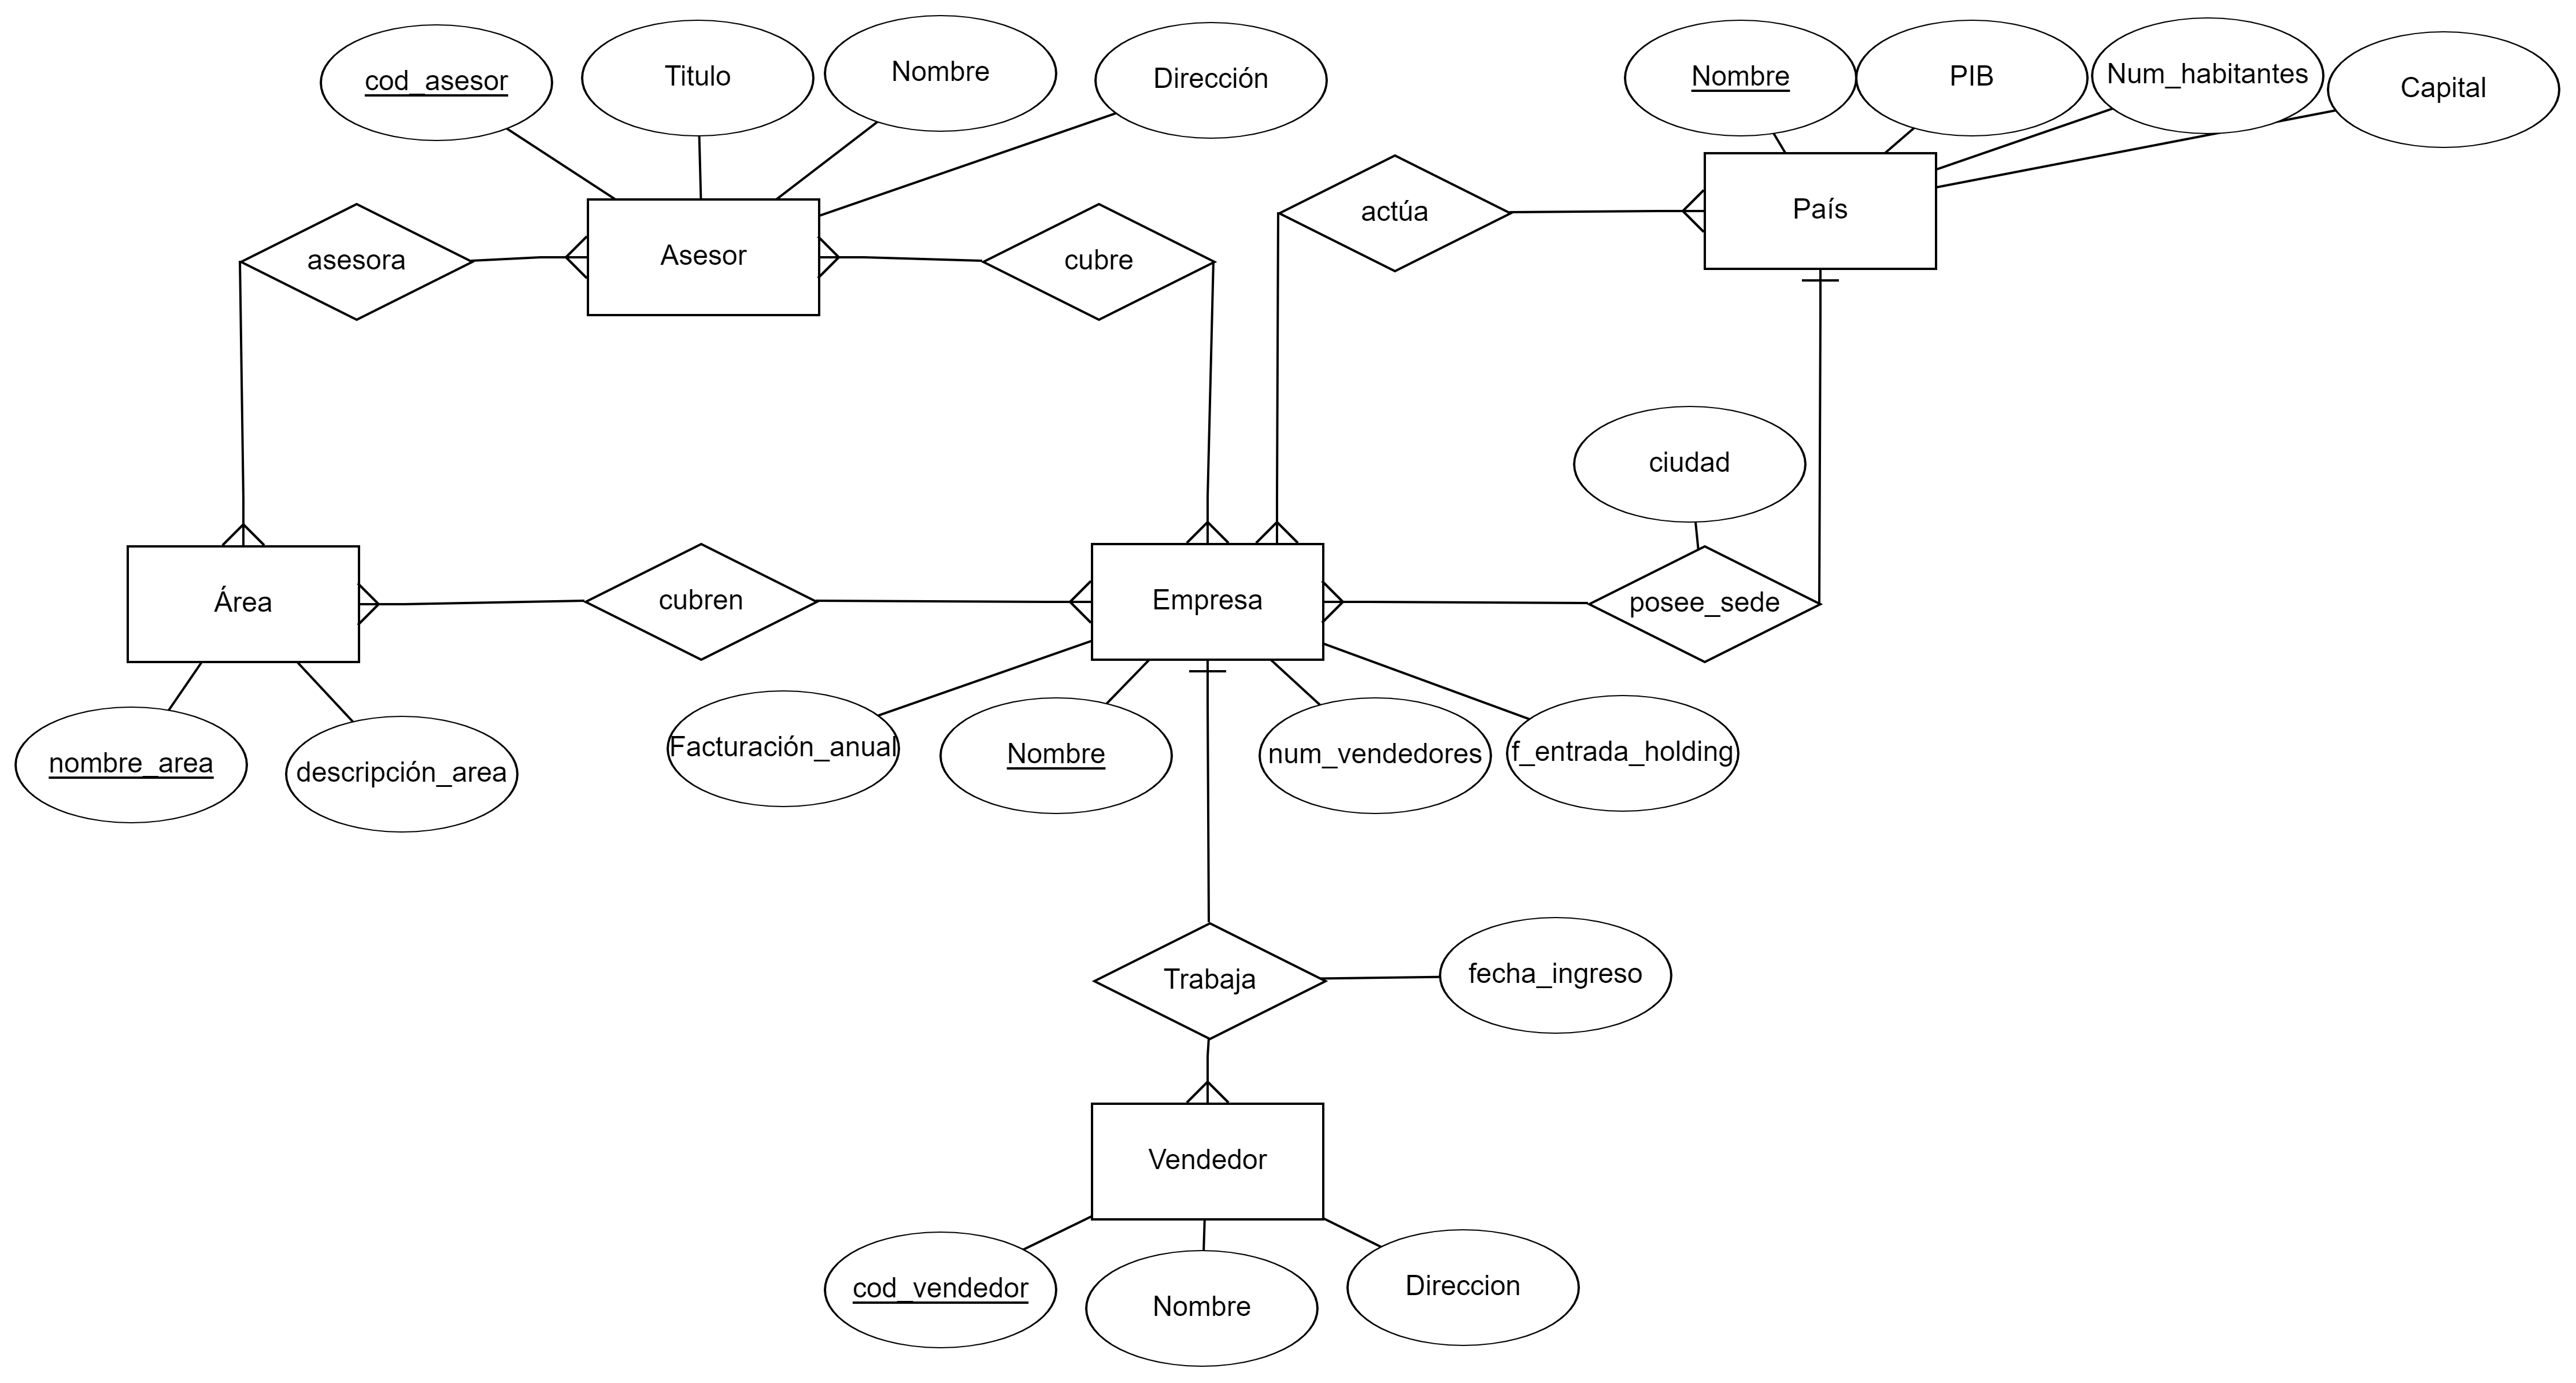 cod_asesor
Titulo
Nombre
Dirección
Nombre
PIB
Num_habitantes
Capital
asesora
Asesor
cubre
actúa
País
ciudad
Área
cubren
Empresa
posee_sede
nombre_area
descripción_area
Facturación_anual
Nombre
num_vendedores
f_entrada_holding
Trabaja
fecha_ingreso
Vendedor
cod_vendedor
Nombre
Direccion